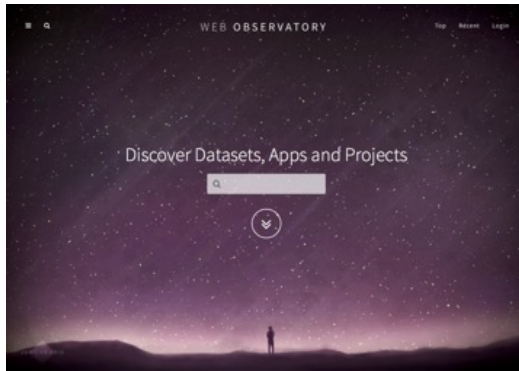 WEB OBSERVATORY
Top Recent Login
Discover Datasets, Apps and Projects